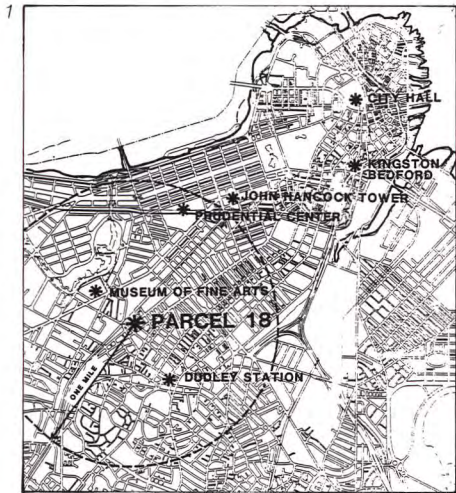 1
CITY HALL
KINGSTON
BEDFORD
JOHN HANCOCK TOWER
PRUDENTIAL CENTER
MUSEUM OF FINE ARTS
PARCEL 18
ONE MILE
DUDLEY STATION